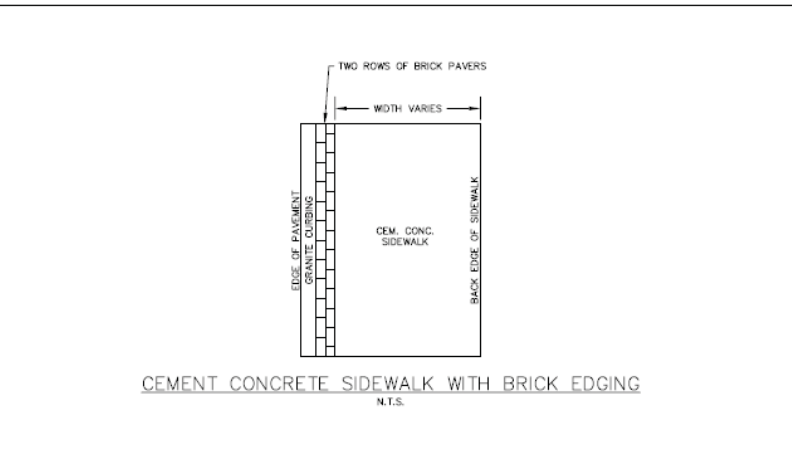 TWO ROWS OF BRICK PAVERS
WIDTH VARIES
EDGE OF PAVEMENT
GRANITE CURBING
CEM. CONC.
SIDEWALK
BACK EDGE OF SIDEWALK
CEMENT CONCRETE SIDEWALK WITH BRICK EDGING
N.T.S.